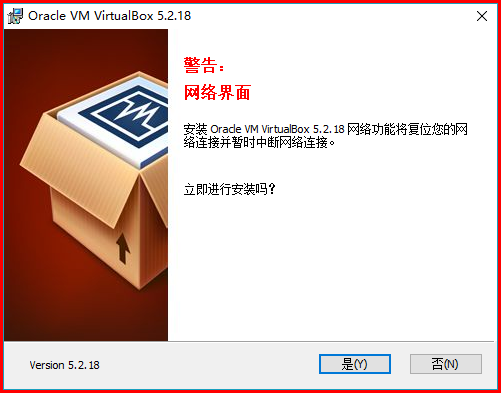 Oracle VM VirtualBox 5.2.18
警告：
网络界面
安装 Oracle VM VirtualBox 5.2.18 网络功能将复位您的网
络连接并暂时中断网络连接。
立即进行安装吗？
Version 5.2.18
是(Y)
否(N)